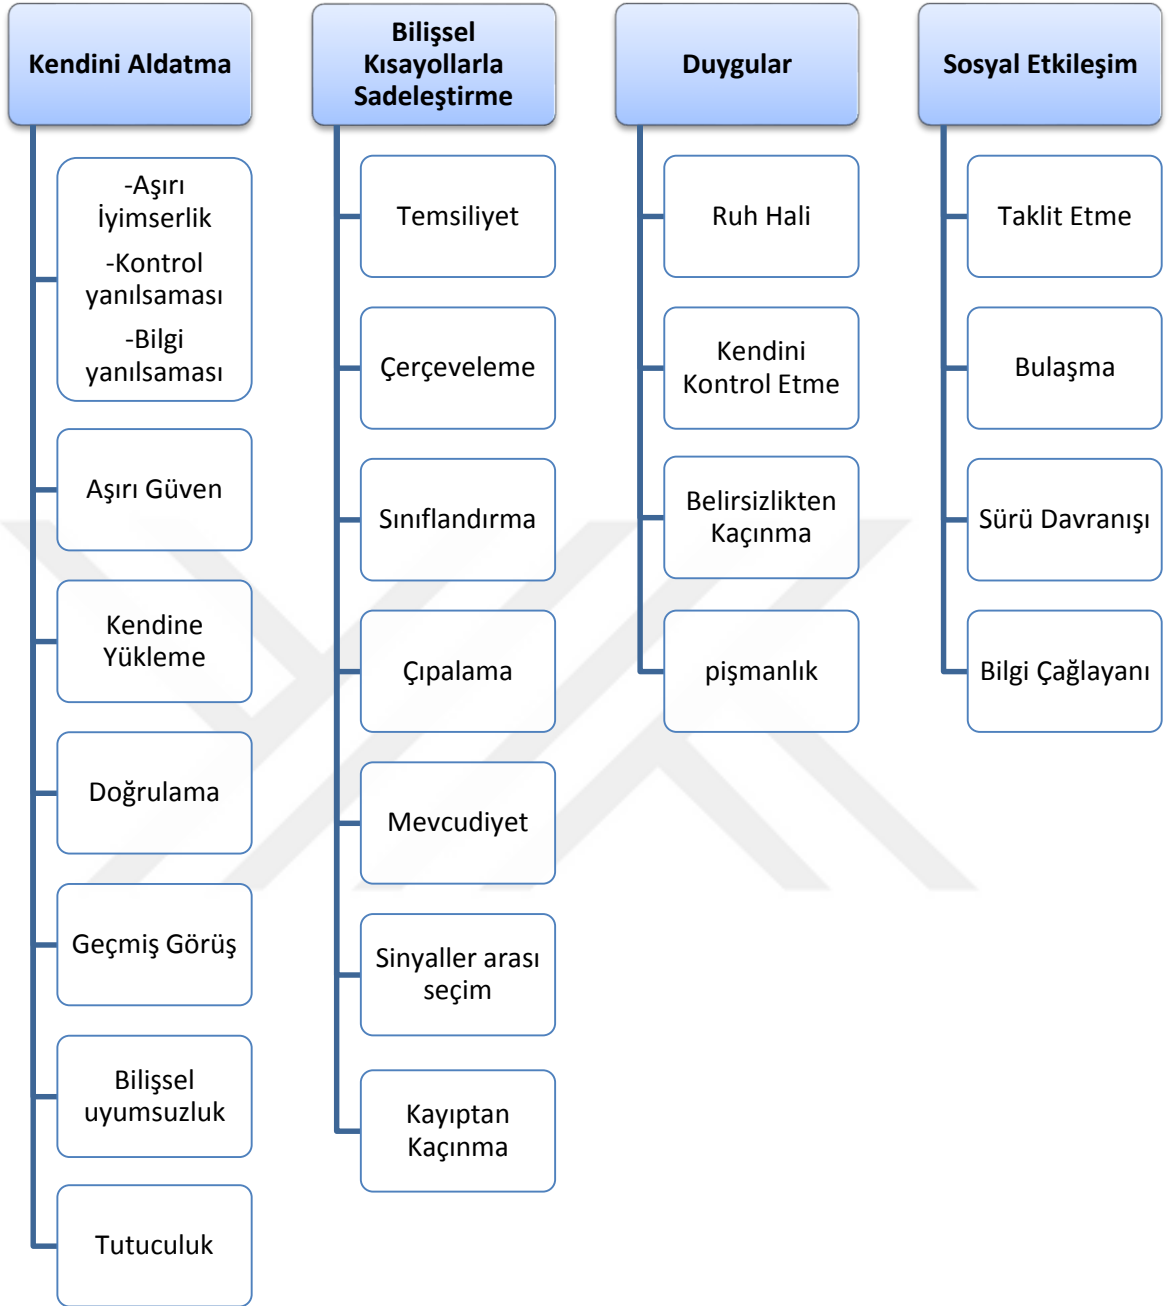 Kendini Aldatma
-Aşırı
İyimserlik
-Kontrol
yanılsaması
-Bilgi
yanılsaması
Aşırı Güven
Kendine
Yükleme
Doğrulama
Geçmiş Görüş
Bilişsel
uyumsuzluk
Tutuculuk
Bilişsel
Kısayollarla
Sadeleştirme
Temsiliyet
Çerçeveleme
Sınıflandırma
Çıpalama
Mevcudiyet
Sinyaller arası
seçim
Kayıptan
Kaçınma
Duygular
Ruh Hali
Kendini
Kontrol Etme
Belirsizlikten
Kaçınma
pişmanlık
Sosyal Etkileşim
Taklit Etme
Bulaşma
Sürü Davranışı
Bilgi Çağlayanı